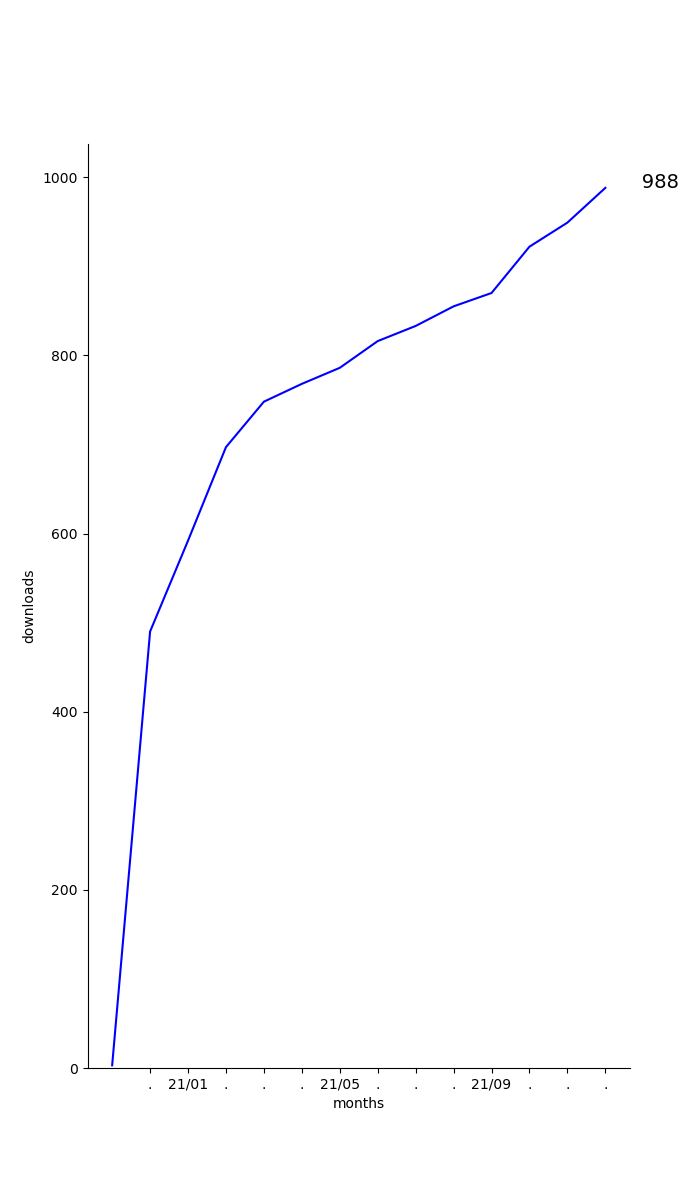 1000
988
800
600
downloads
400
200
0
. 21/01 . . . 21/05 . . . 21/09 . . .
months